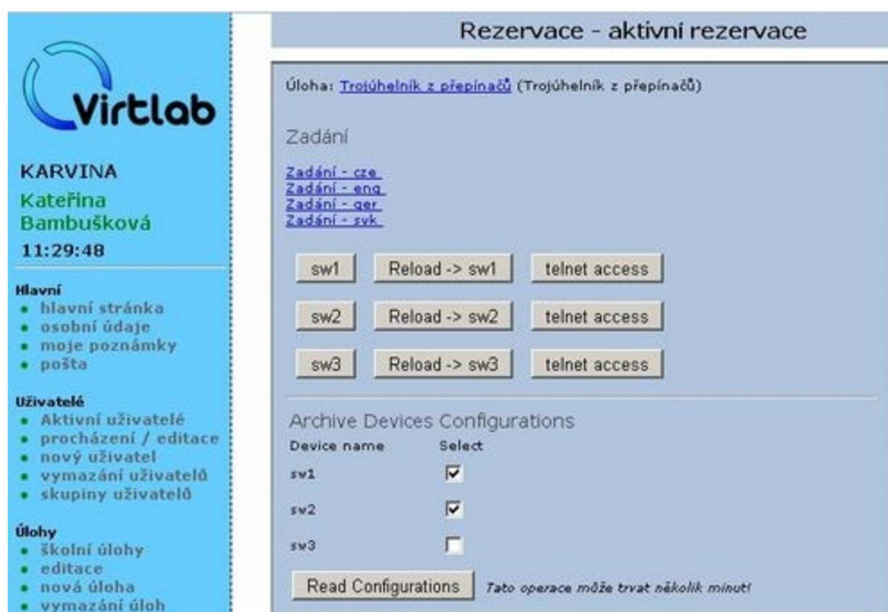 Virtlab
KARVINA
Kateřina
Bambušková
11:29:48
Hlavní
hlavní stránka
osobní údaje
moje poznámky
pošta
Uživatelé
Aktivní uživatelé
procházení / editace
nový uživatel
vymazání uživatelů
skupiny uživatelů
Úlohy
školní úlohy
editace
nová úloha
vymazání úloh
Rezervace - aktivní rezervace
Úloha: Trojúhelník z přepínačů (Trojúhelník z přepínačů)
Zadání
Zadání - cze
Zadání - eng
Zadání - ger
Zadání - svk
sw1 Reload -> sw1 telnet access
sw2 Reload -> sw2 telnet access
sw3 Reload -> sw3 telnet access
Archive Devices Configurations
Device name Select
sw1
sw2
sw3
Read Configurations Tato operace může trvat několik minut!